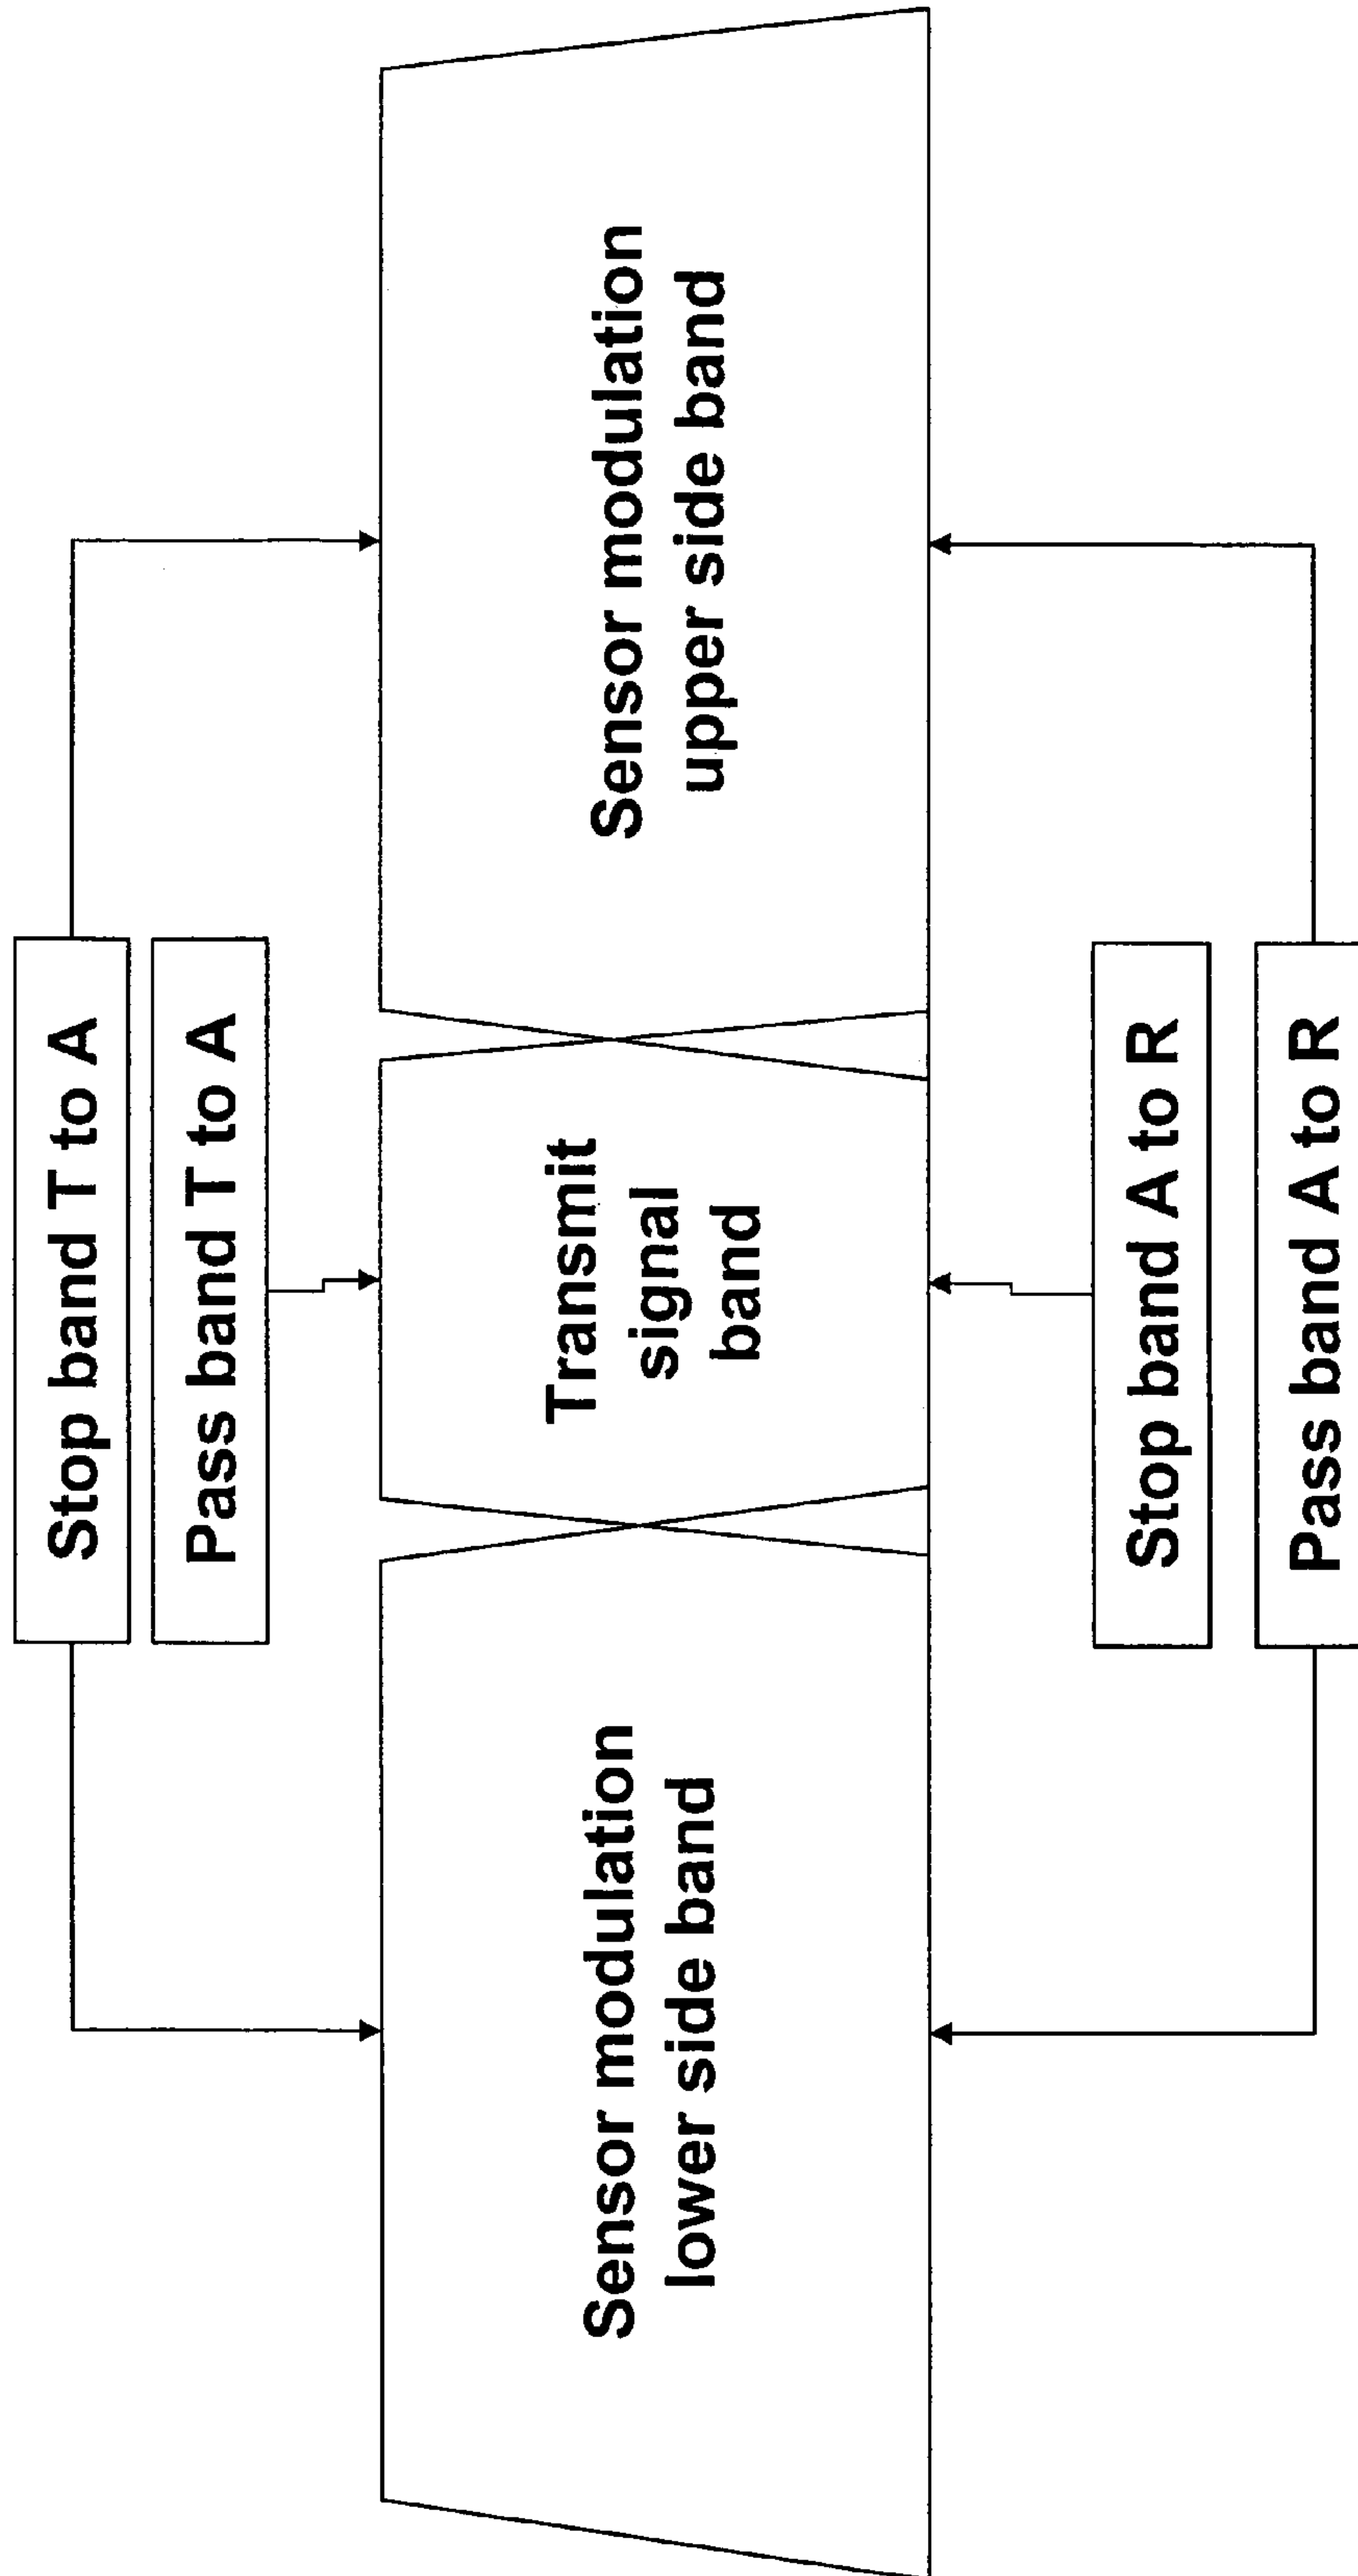 Stop band T to A
Pass band T to A
Sensor modulation
lower side band
Transmit
signal
band
Sensor modulation
upper side band
Stop band A to R
Pass band A to R